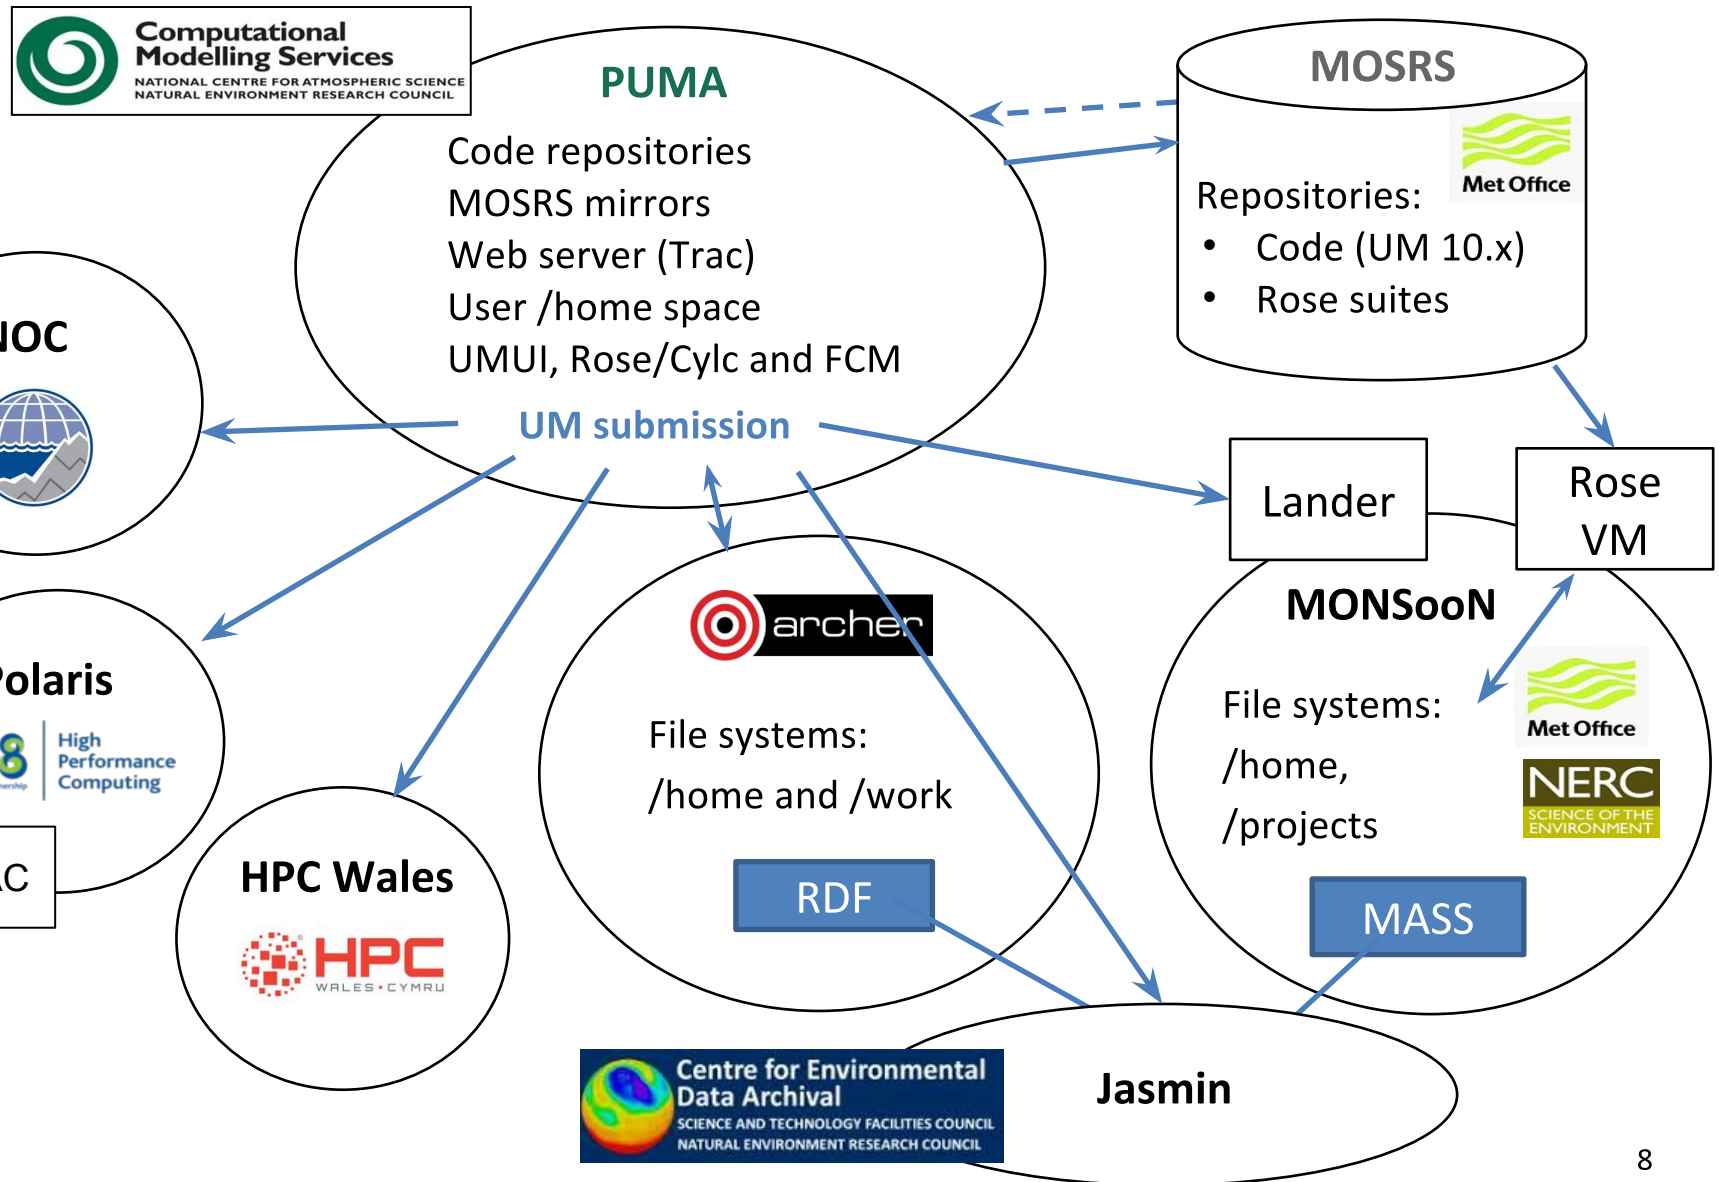 Computational
Modelling Services
NATIONAL CENTRE FOR ATMOSPHERIC SCIENCE
NATURAL ENVIRONMENT RESEARCH COUNCIL
PUMA
Code repositories
MOSRS mirrors
Web server (Trac)
User /home space
UMUI, Rose/Cylc and FCM
UM submission
MOSRS
Met Office
Repositories:
• Code (UM 10.x)
• Rose suites
NOC
Lander
Rose
VM
Polaris
8
High
Performance
Computing
AC
HPC Wales
HPC
WALES • CYMRU
archer
File systems:
/home and /work
RDF
MONSooN
File systems:
/home,
/projects
Met Office
NERC
SCIENCE OF THE
ENVIRONMENT
MASS
Centre for Environmental
Data Archival
SCIENCE AND TECHNOLOGY FACILITIES COUNCIL
NATURAL ENVIRONMENT RESEARCH COUNCIL
Jasmin
8